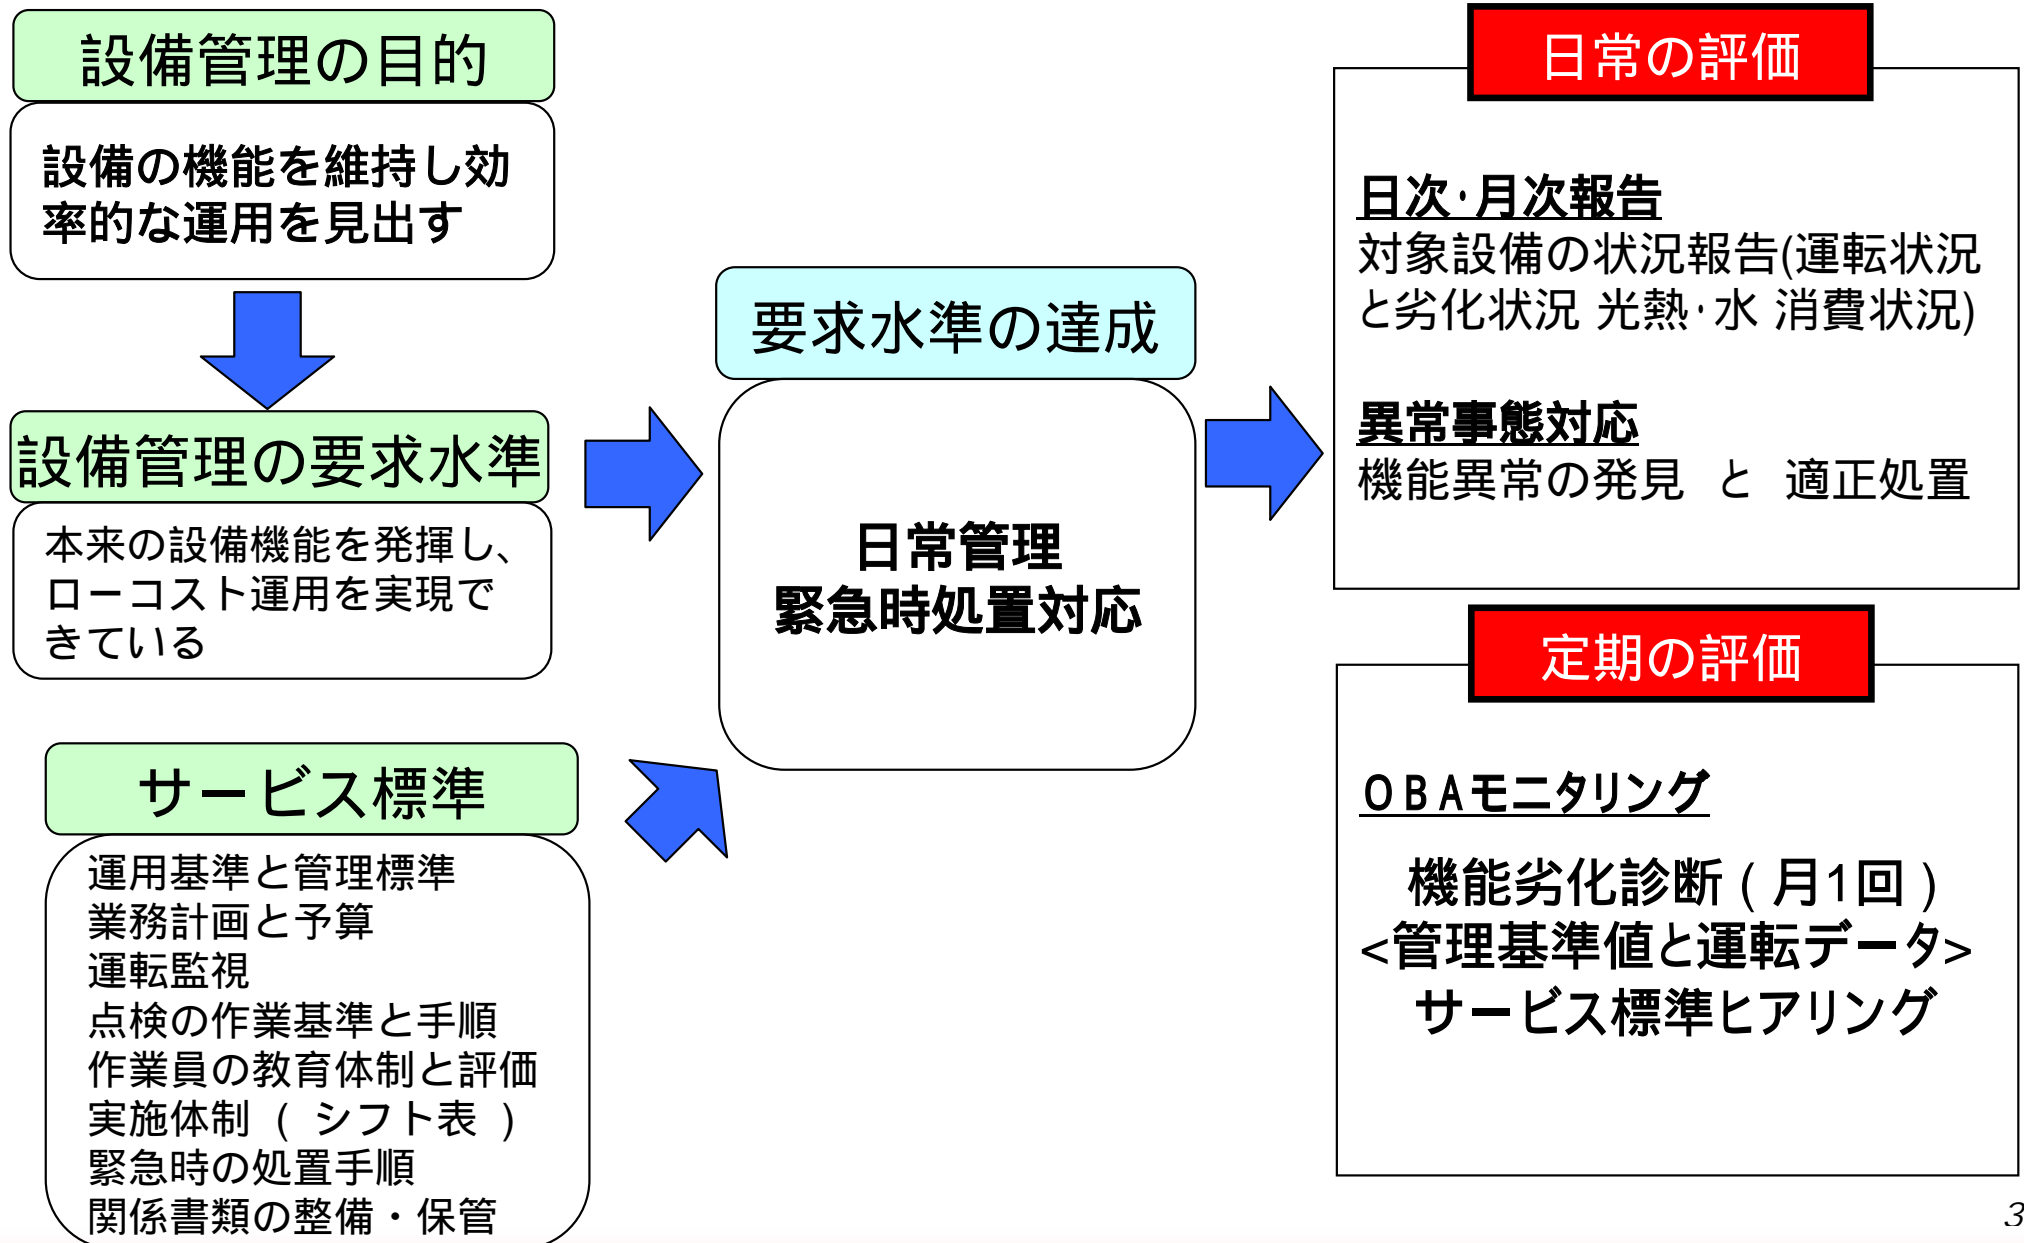 設備管理の目的
設備の機能を維持し効
率的な運用を見出す
設備管理の要求水準
本来の設備機能を発揮し、
ローコスト運用を実現で
きている
サービス標準
運用基準と管理標準
業務計画と予算
運転監視
点検の作業基準と手順
作業員の教育体制と評価
実施体制 ( シフト表 )
緊急時の処置手順
関係書類の整備・保管
要求水準の達成
日常管理
緊急時処置対応
日常の評価
日次･月次報告
対象設備の状況報告(運転状況
と劣化状況 光熱･水 消費状況)
異常事態対応
機能異常の発見 と 適正処置
定期の評価
OBAモニタリング
機能劣化診断(月1回)
<管理基準値と運転データ>
サービス標準ヒアリング
3